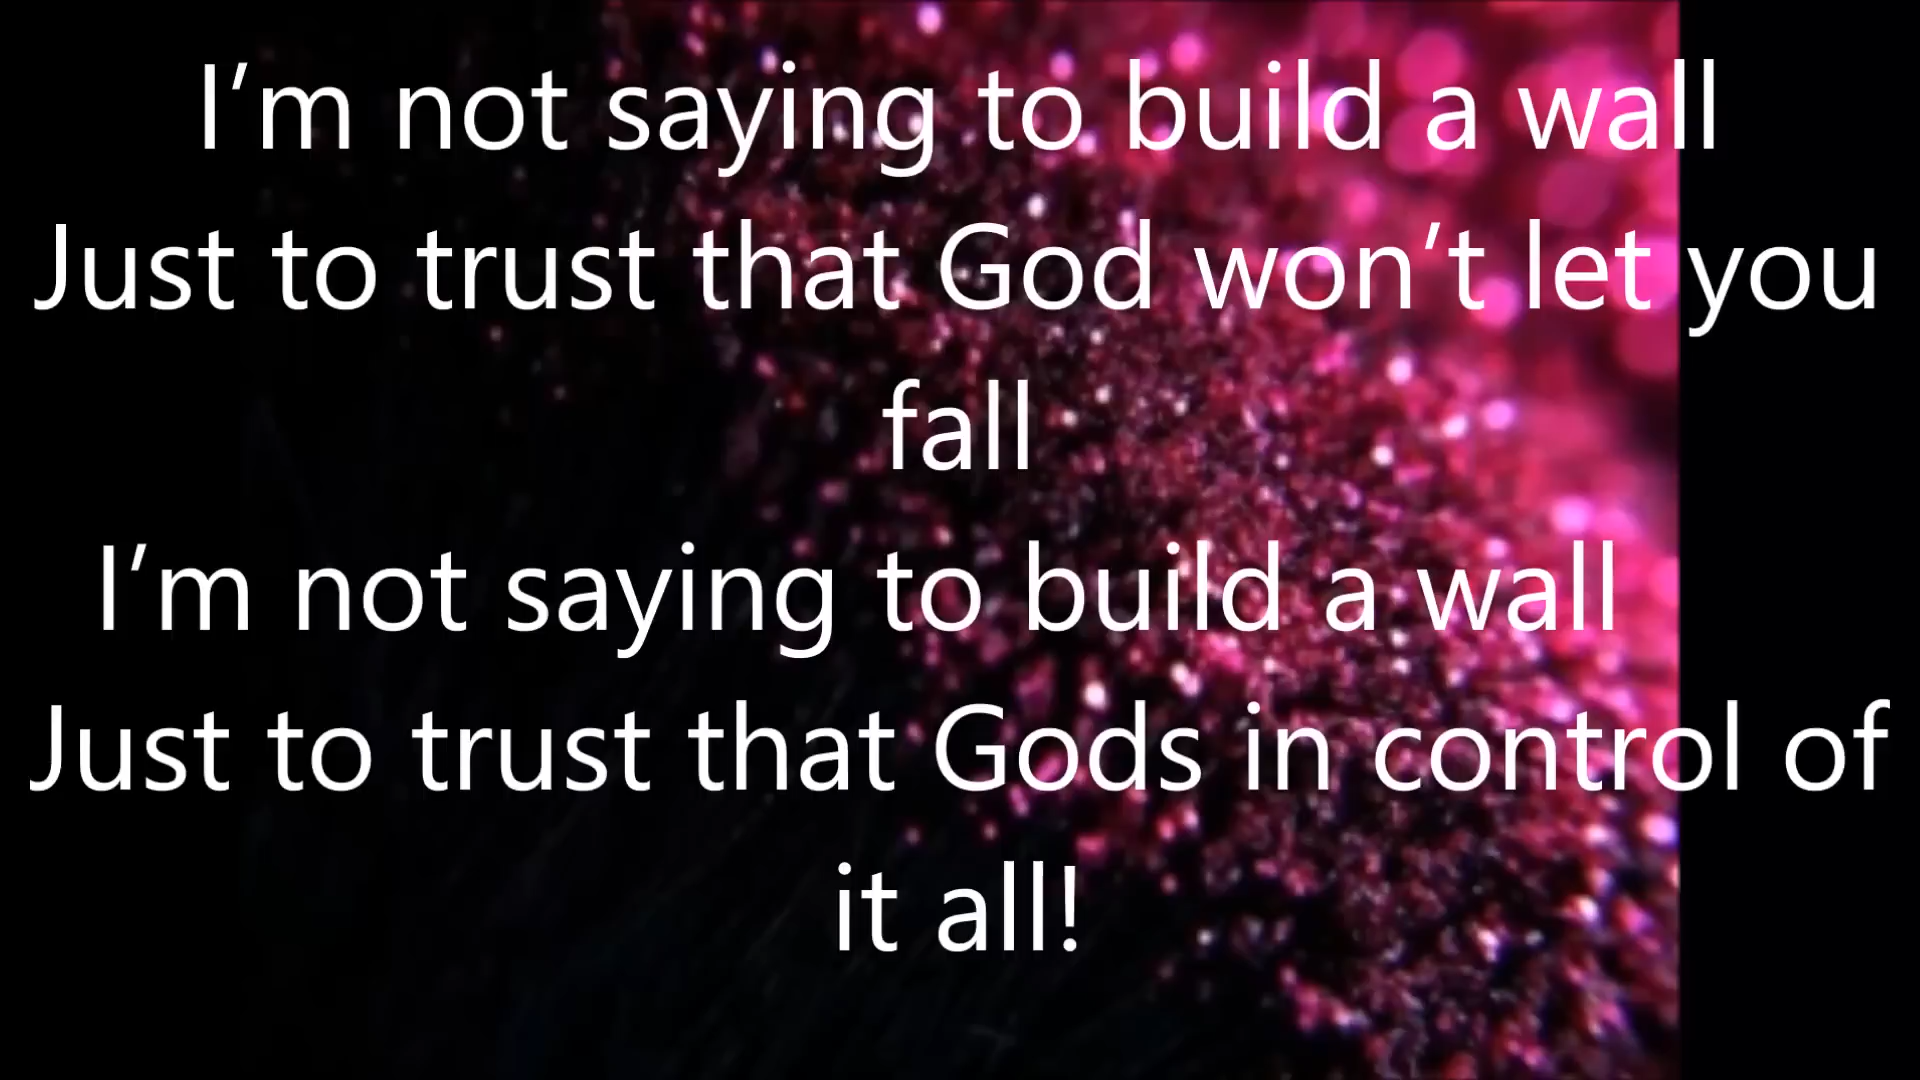 I’m not saying to build a wall
Just to trust that God won’t let you
fall
I’m not saying to build a wall
Just to trust that Gods in control of
it all!